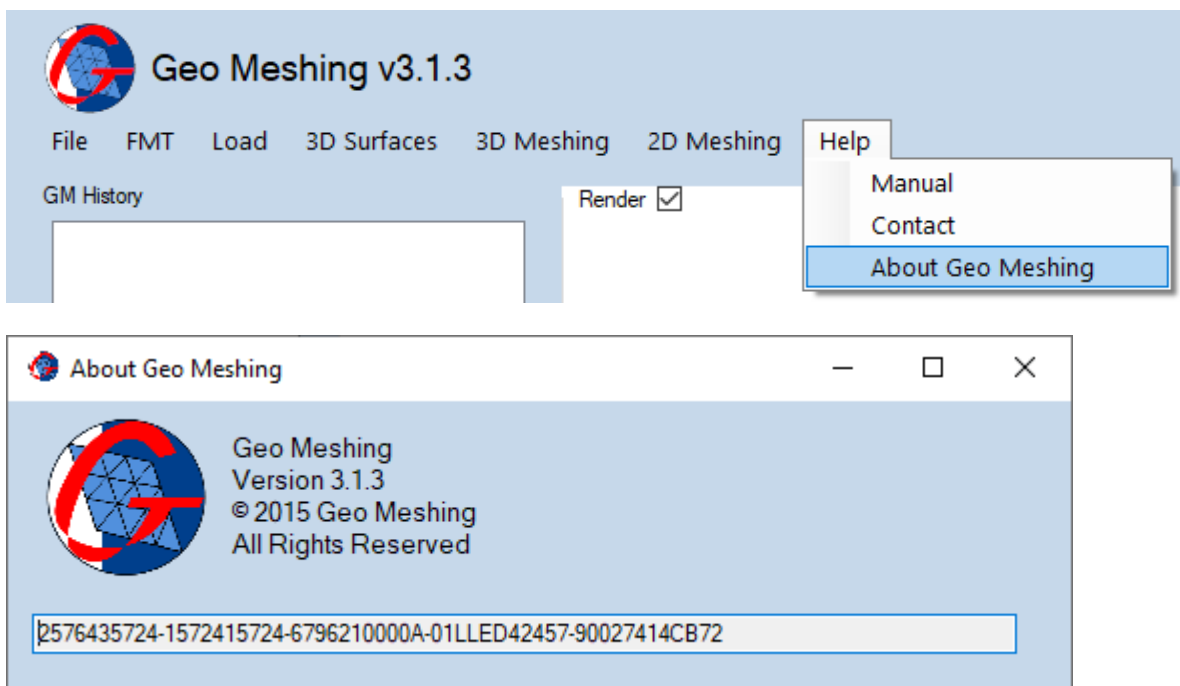 Geo Meshing v3.1.3
File FMT Load 3D Surfaces 3D Meshing 2D Meshing Help
GM History
Render
Manual
Contact
About Geo Meshing
About Geo Meshing
Geo Meshing
Version 3.1.3
© 2015 Geo Meshing
All Rights Reserved
2576435724-1572415724-6796210000A-01LLED42457-90027414CB72